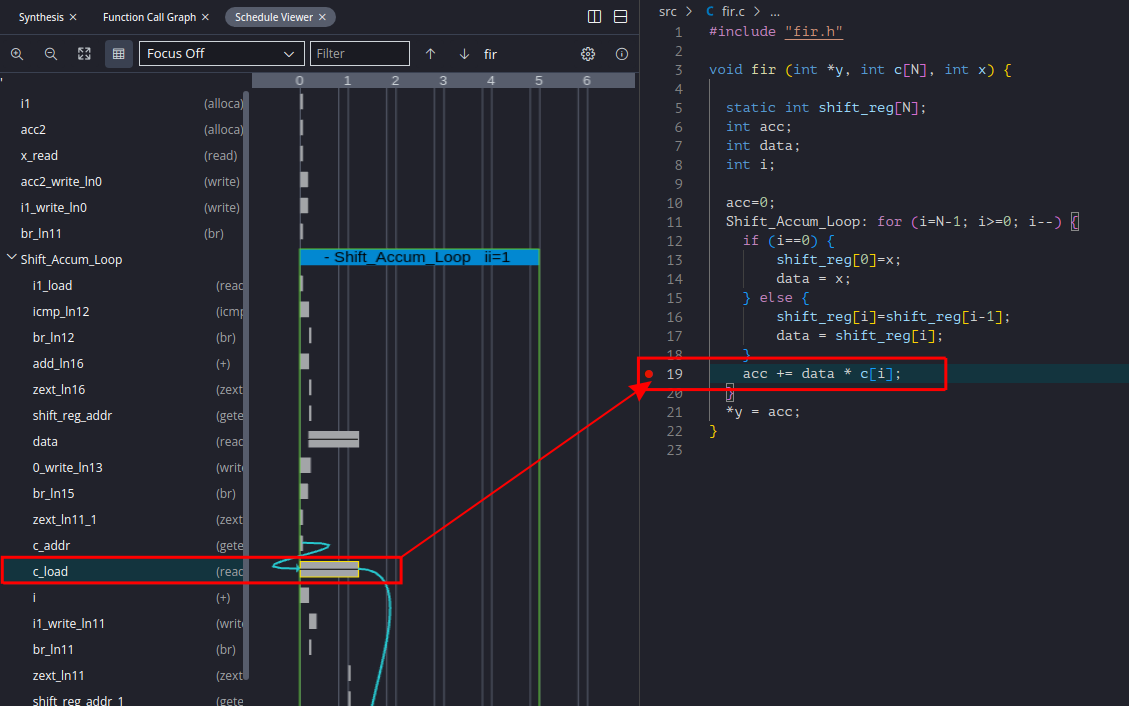 Synthesis × Function Call Graph × Schedule Viewer ×
Focus Off Filter fir
0 1 2 3 4 5 6
i1 (alloca)
acc2 (alloca)
x_read (read)
acc2_write_ln0 (write)
i1_write_ln0 (write)
br_ln11 (br)
Shift_Accum_Loop
- Shift_Accum_Loop ii=1
i1_load (read
icmp_ln12 (icmp
br_ln12 (br)
add_ln16 (+)
zext_ln16 (zext
shift_reg_addr (gete
data (read
0_write_ln13 (write
br_ln15 (br)
zext_ln11_1 (zext
c_addr (gete
c_load (read
i (+)
i1_write_ln11 (write
br_ln11 (br)
zext_ln11 (zext
shift_reg_addr_1 (gete
src > C fir.c > ...
1 #include "fir.h"
2
3 void fir (int *y, int c[N], int x) {
4
5 static int shift_reg[N];
6 int acc;
7 int data;
8 int i;
9
10 acc=0;
11 Shift_Accum_Loop: for (i=N-1; i>=0; i--) {
12 if (i==0) {
13 shift_reg[0]=x;
14 data = x;
15 } else {
16 shift_reg[i]=shift_reg[i-1];
17 data = shift_reg[i];
18 }
19 acc += data * c[i];
20 }
21 *y = acc;
22 }
23